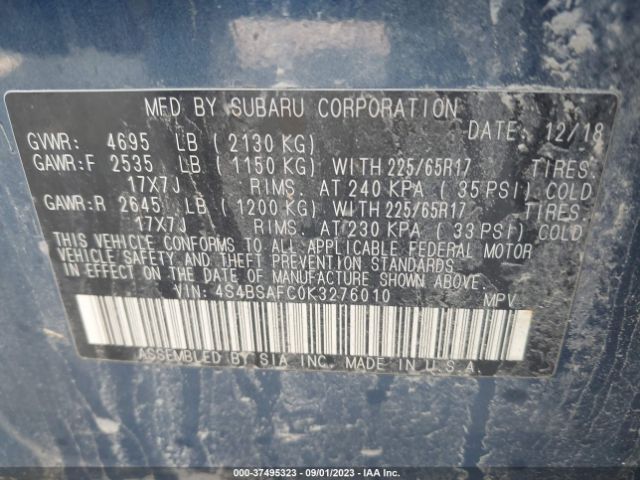 MFD BY SUBARU CORPORATION
DATE: 12/18
GVWR: 4695 LB ( 2130 KG)
GAWR:F 2535 LB ( 1150 KG) WITH 225/65R17 TIRES
17X7J RIMS. AT 240 KPA ( 35 PSI) COLD
GAWR:R 2645 LB ( 1200 KG) WITH 225/65R17 TIRES
17X7J RIMS. AT 230 KPA ( 33 PSI) COLD
THIS VEHICLE CONFORMS TO ALL APPLICABLE FEDERAL MOTOR
VEHICLE SAFETY AND THEFT PREVENTION STANDARDS
IN EFFECT ON THE DATE OF MANUFACTURE SHOWN ABOVE.
VIN: 4S4BSAFC0K3276010 MPV
ASSEMBLED BY SIA INC. MADE IN U.S.A.
000-37495323 - 09/01/2023 - IAA Inc.